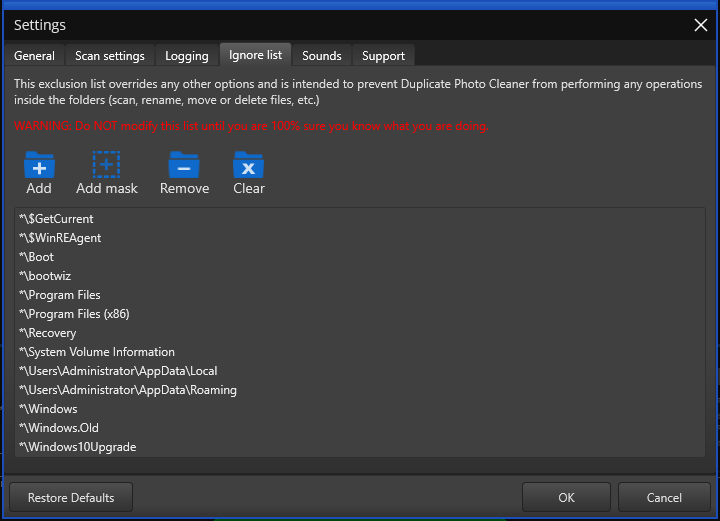 Settings
General
Scan settings
Logging
Ignore list
Sounds
Support
This exclusion list overrides any other options and is intended to prevent Duplicate Photo Cleaner from performing any operations
inside the folders (scan, rename, move or delete files, etc.)
WARNING: Do NOT modify this list until you are 100% sure you know what you are doing.
Add
Add mask
Remove
Clear
*\$GetCurrent
*\$WinREAgent
*\Boot
*\bootwiz
*\Program Files
*\Program Files (x86)
*\Recovery
*\System Volume Information
*\Users\Administrator\AppData\Local
*\Users\Administrator\AppData\Roaming
*\Windows
*\Windows.Old
*\Windows10Upgrade
Restore Defaults
OK
Cancel